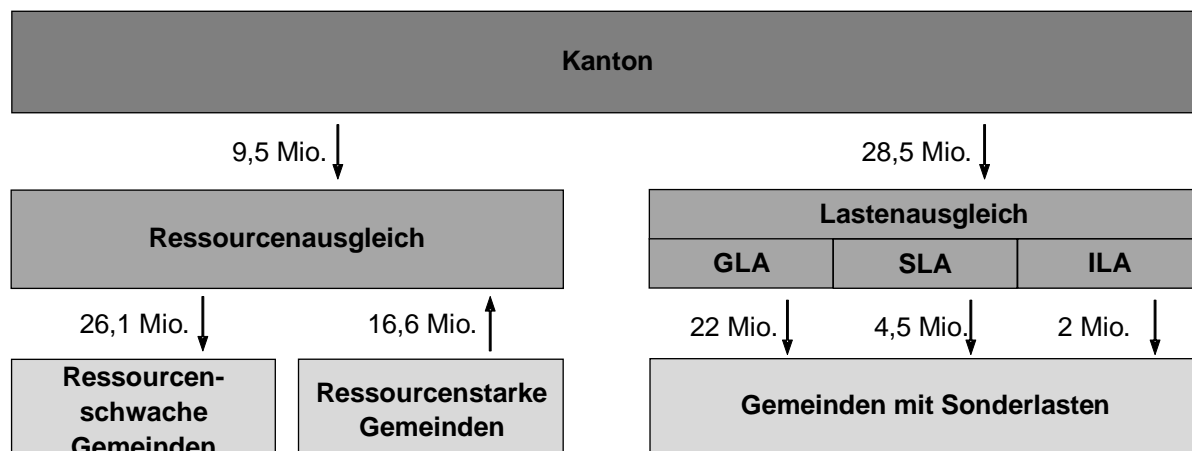 Kanton
9,5 Mio.
28,5 Mio.
Ressourcenausgleich
Lastenausgleich
GLA
SLA
ILA
26,1 Mio.
16,6 Mio.
22 Mio.
4,5 Mio.
2 Mio.
Ressourcen-
schwache
Gemeinden
Ressourcenstarke
Gemeinden
Gemeinden mit Sonderlasten